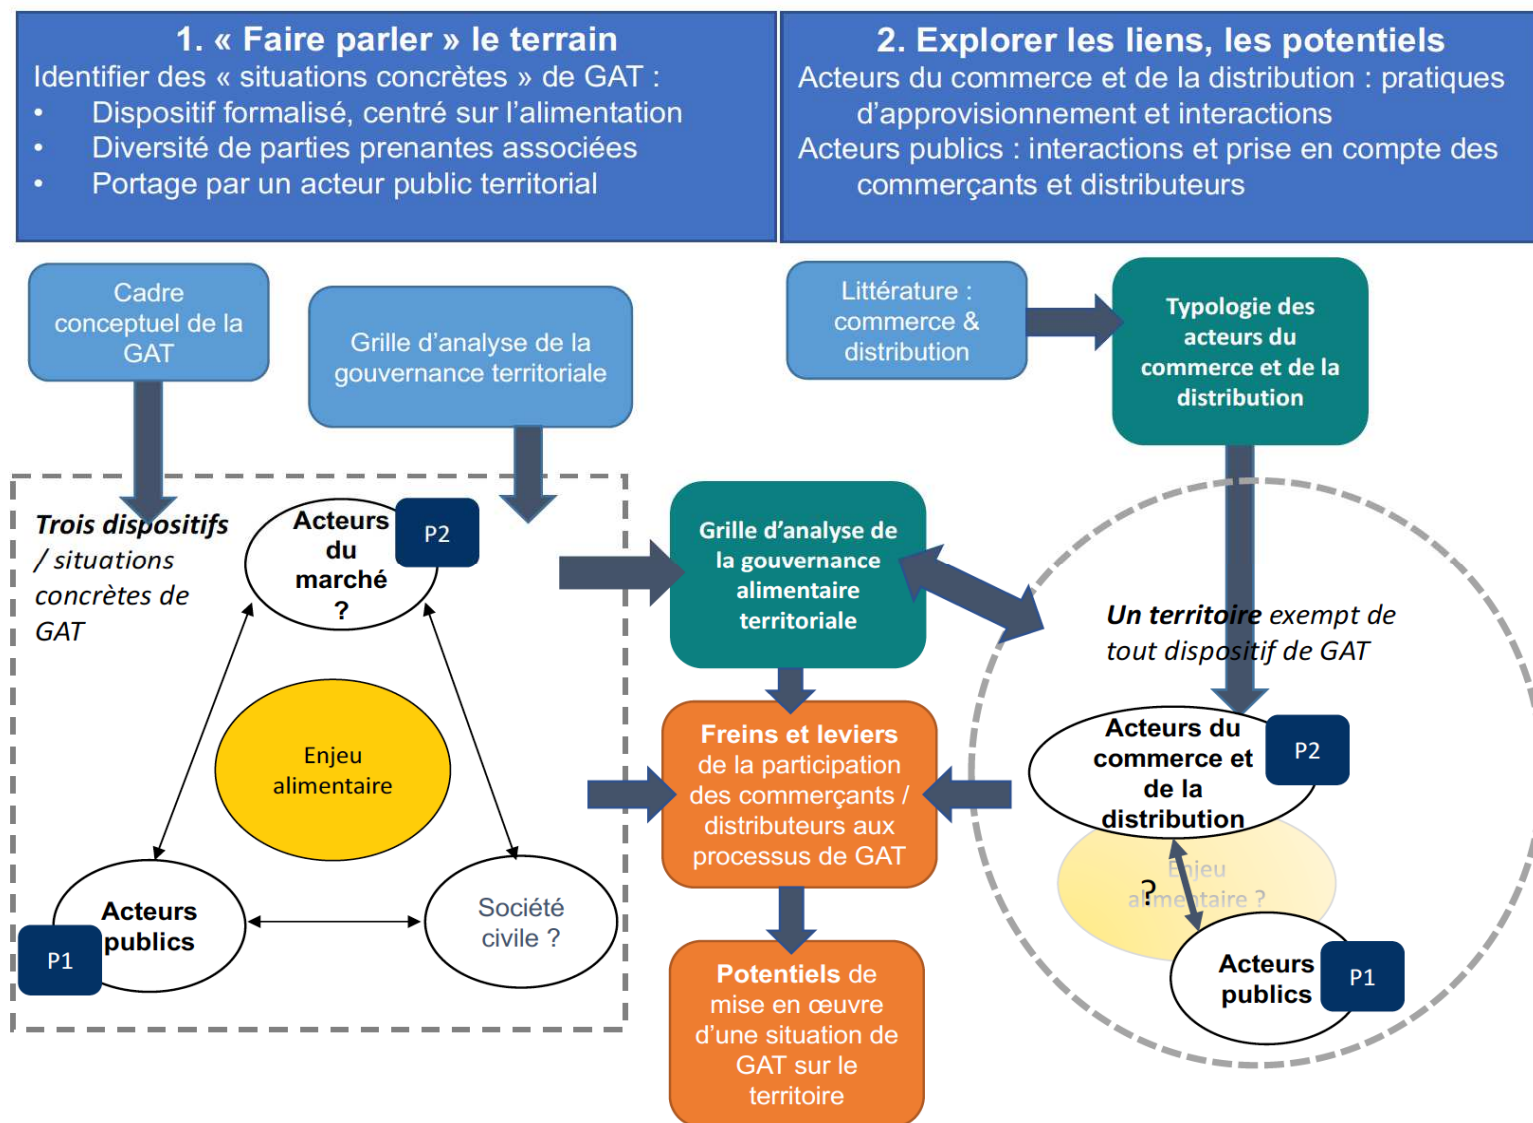 1. « Faire parler » le terrain
Identifier des « situations concrètes » de GAT :
• Dispositif formalisé, centré sur l’alimentation
• Diversité de parties prenantes associées
• Portage par un acteur public territorial
2. Explorer les liens, les potentiels
Acteurs du commerce et de la distribution : pratiques
d’approvisionnement et interactions
Acteurs publics : interactions et prise en compte des
commerçants et distributeurs
Cadre
conceptuel de la
GAT
Grille d’analyse de la
gouvernance territoriale
Littérature :
commerce &
distribution
Typologie des
acteurs du
commerce et de la
distribution
Trois dispositifs
/ situations
concrètes de
GAT
Acteurs
du
marché
?
P2
Enjeu
alimentaire
Acteurs
publics
P1
Société
civile ?
Grille d’analyse de
la gouvernance
alimentaire
territoriale
Freins et leviers
de la participation
des commerçants /
distributeurs aux
processus de GAT
Potentiels de
mise en œuvre
d’une situation de
GAT sur le
territoire
Un territoire exempt de
tout dispositif de GAT
Acteurs du
commerce et
de la
distribution
P2
Enjeu
alimentaire ?
?
Acteurs
publics
P1